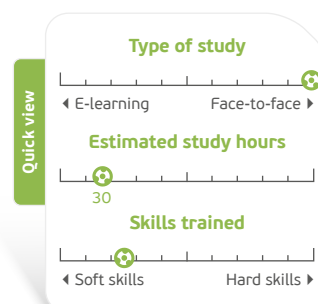 Quick view
Type of study
E-learning Face-to-face
Estimated study hours
30
Skills trained
Soft skills Hard skills